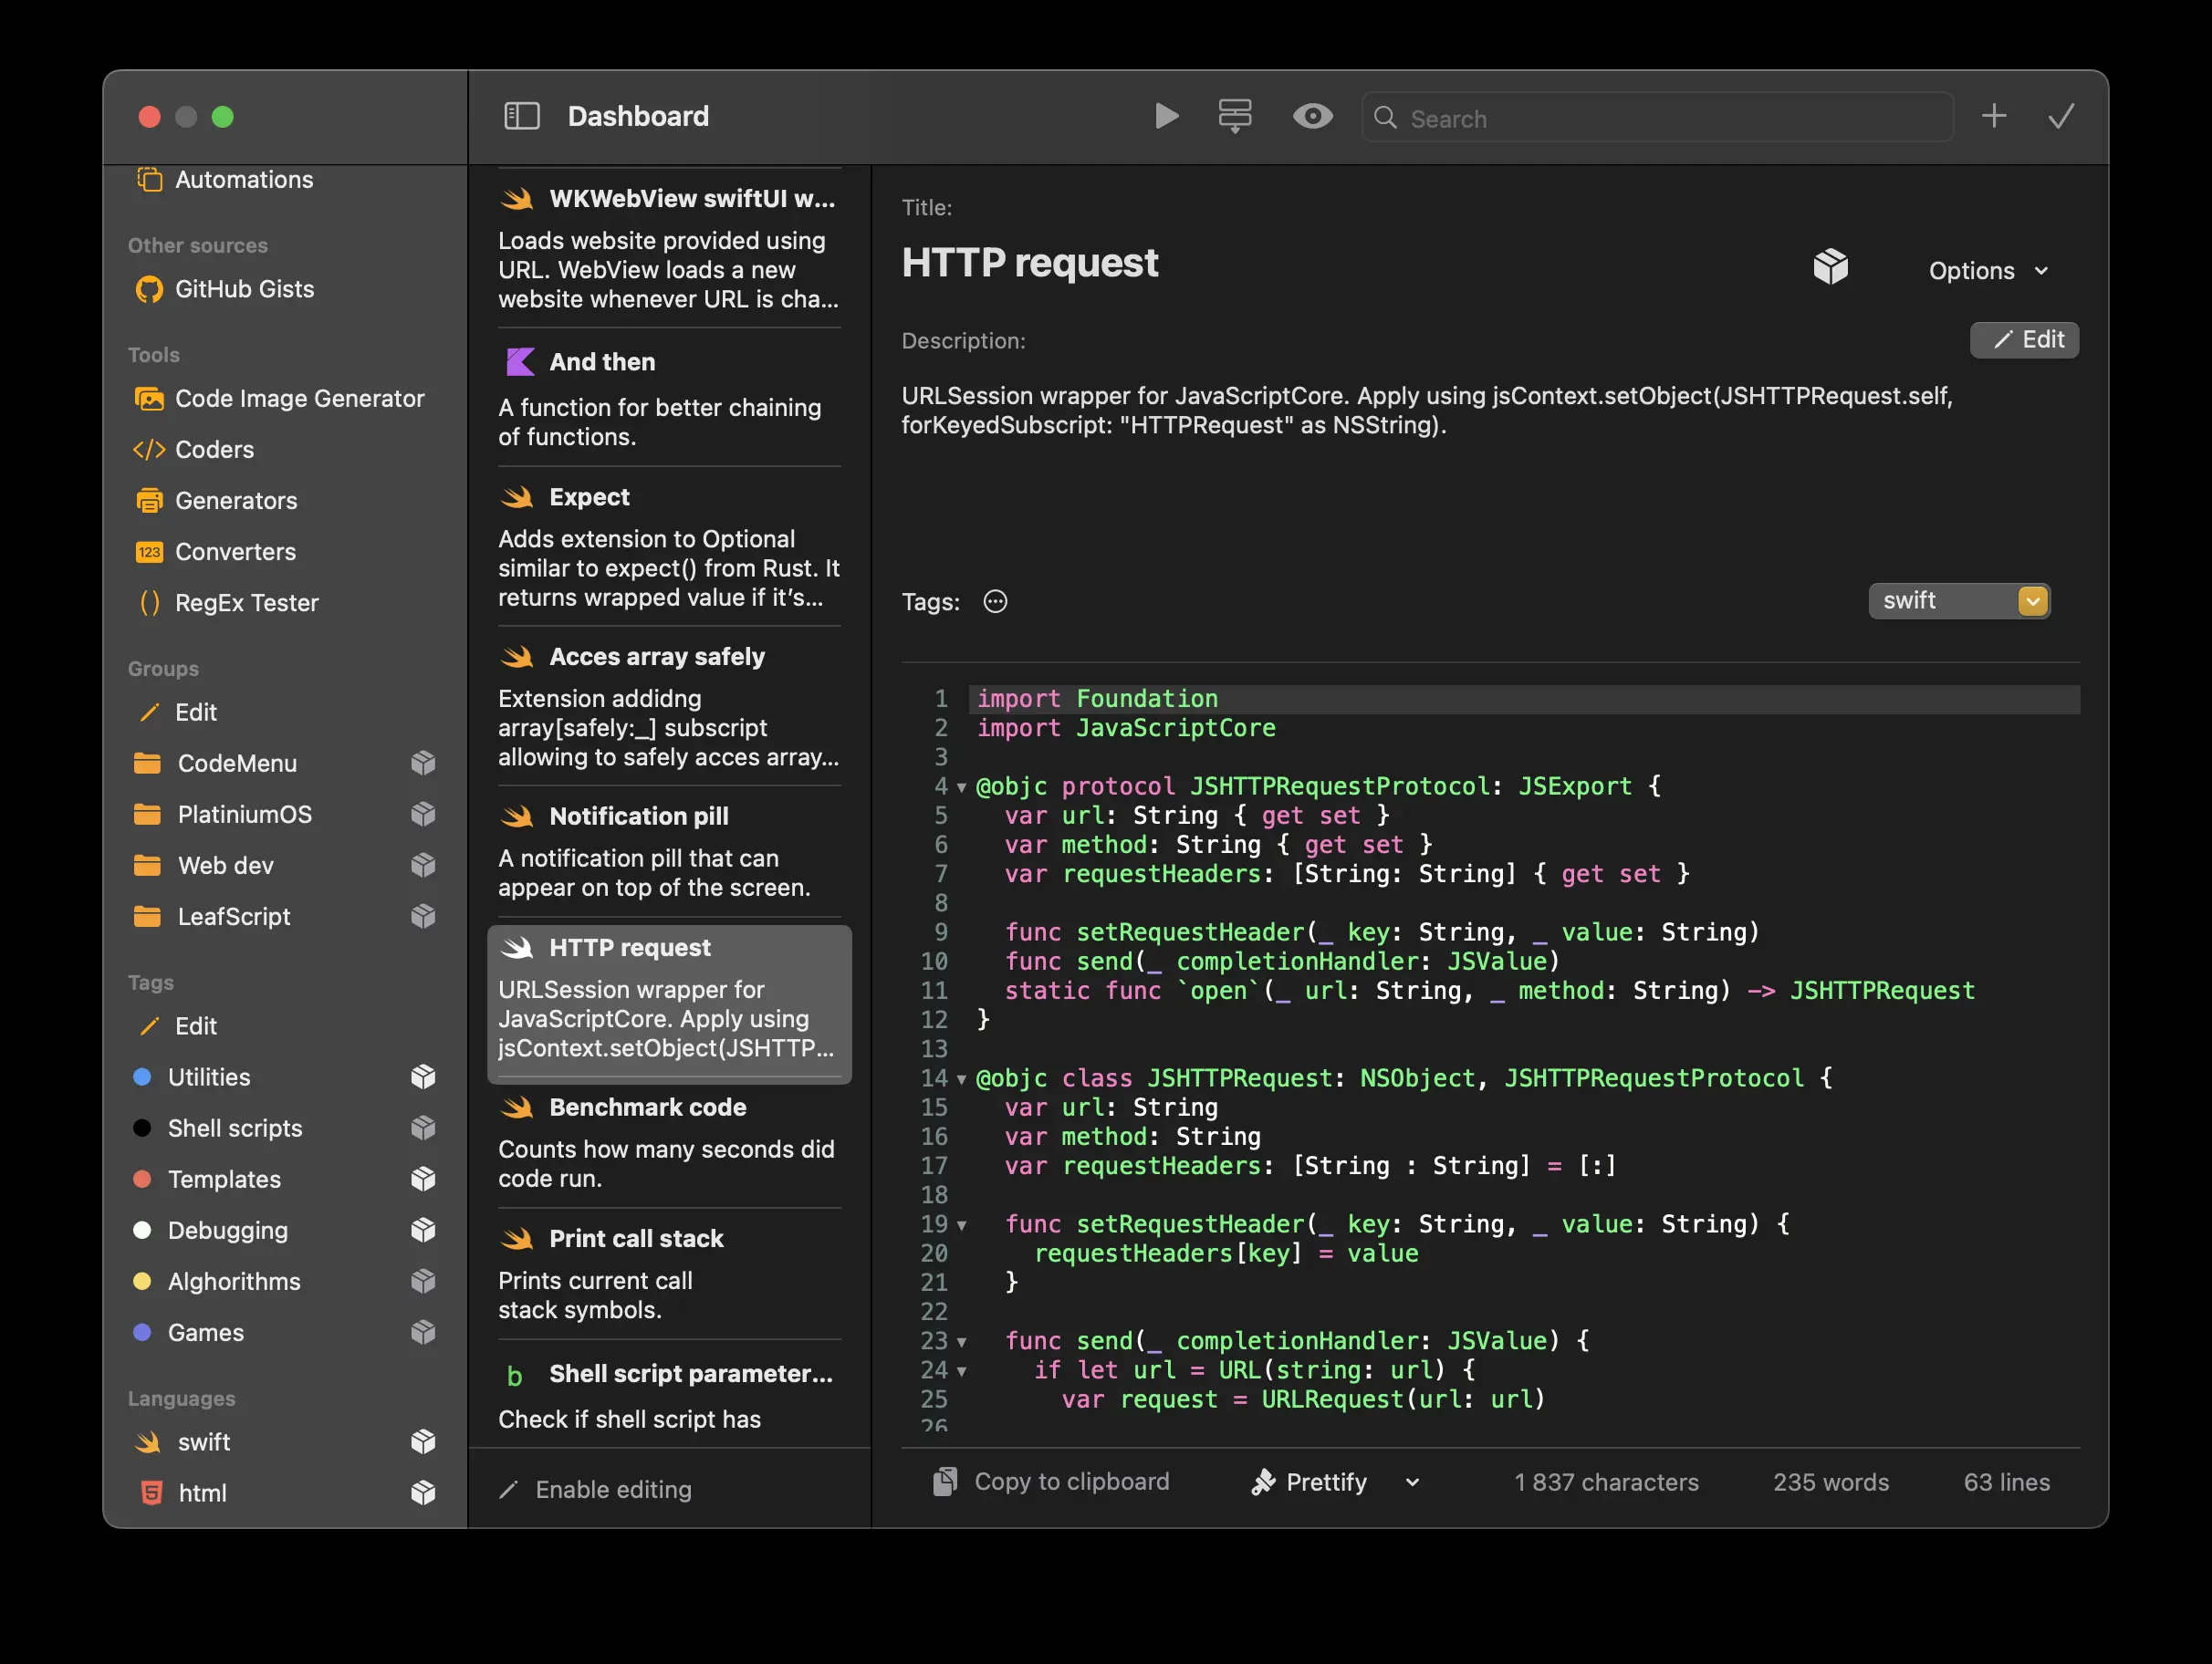 Dashboard
Search
Automations
Other sources
GitHub Gists
Tools
Code Image Generator
Coders
Generators
123
Converters
RegEx Tester
Groups
Edit
CodeMenu
PlatiniumOS
Web dev
LeafScript
Tags
Edit
Utilities
Shell scripts
Templates
Debugging
Alghorithms
Games
Languages
swift
html
WKWebView swiftUI w...
Loads website provided using
URL. WebView loads a new
website whenever URL is cha...
And then
A function for better chaining
of functions.
Expect
Adds extension to Optional
similar to expect() from Rust. It
returns wrapped value if it’s...
Acces array safely
Extension addidng
array[safely:_] subscript
allowing to safely acces array...
Notification pill
A notification pill that can
appear on top of the screen.
HTTP request
URLSession wrapper for
JavaScriptCore. Apply using
jsContext.setObject(JSHTTP...
Benchmark code
Counts how many seconds did
code run.
Print call stack
Prints current call
stack symbols.
b Shell script parameter...
Check if shell script has
Enable editing
Title:
HTTP request
Options
Description:
Edit
URLSession wrapper for JavaScriptCore. Apply using jsContext.setObject(JSHTTPRequest.self,
forKeyedSubscript: "HTTPRequest" as NSString).
Tags:
swift
1 import Foundation
2 import JavaScriptCore
3
4 @objc protocol JSHTTPRequestProtocol: JSExport {
5 var url: String { get set }
6 var method: String { get set }
7 var requestHeaders: [String: String] { get set }
8
9 func setRequestHeader(_ key: String, _ value: String)
10 func send(_ completionHandler: JSValue)
11 static func `open`(_ url: String, _ method: String) -> JSHTTPRequest
12 }
13
14 @objc class JSHTTPRequest: NSObject, JSHTTPRequestProtocol {
15 var url: String
16 var method: String
17 var requestHeaders: [String : String] = [:]
18
19 func setRequestHeader(_ key: String, _ value: String) {
20 requestHeaders[key] = value
21 }
22
23 func send(_ completionHandler: JSValue) {
24 if let url = URL(string: url) {
25 var request = URLRequest(url: url)
26
Copy to clipboard
Prettify
1 837 characters
235 words
63 lines